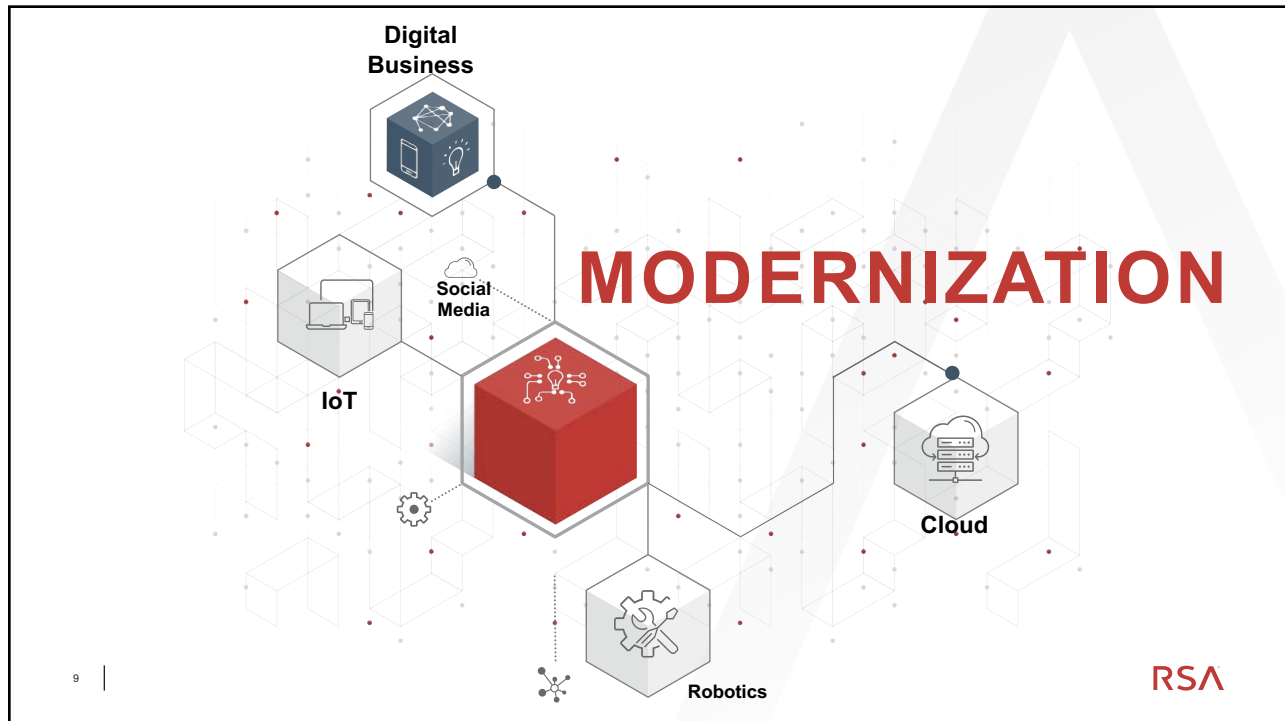 Digital
Business
MODERNIZATION
Social
Media
IoT
Cloud
Robotics
9
RSA